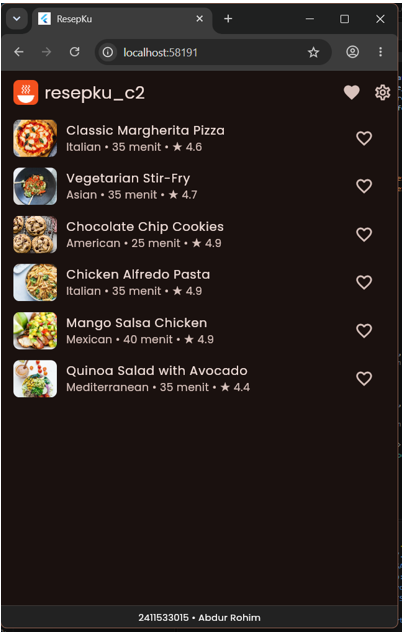 ResepKu
localhost:58191
resepku_c2
Classic Margherita Pizza
Italian • 35 menit • ★ 4.6
Vegetarian Stir-Fry
Asian • 35 menit • ★ 4.7
Chocolate Chip Cookies
American • 25 menit • ★ 4.9
Chicken Alfredo Pasta
Italian • 35 menit • ★ 4.9
Mango Salsa Chicken
Mexican • 40 menit • ★ 4.9
Quinoa Salad with Avocado
Mediterranean • 35 menit • ★ 4.4
2411533015 • Abdur Rohim